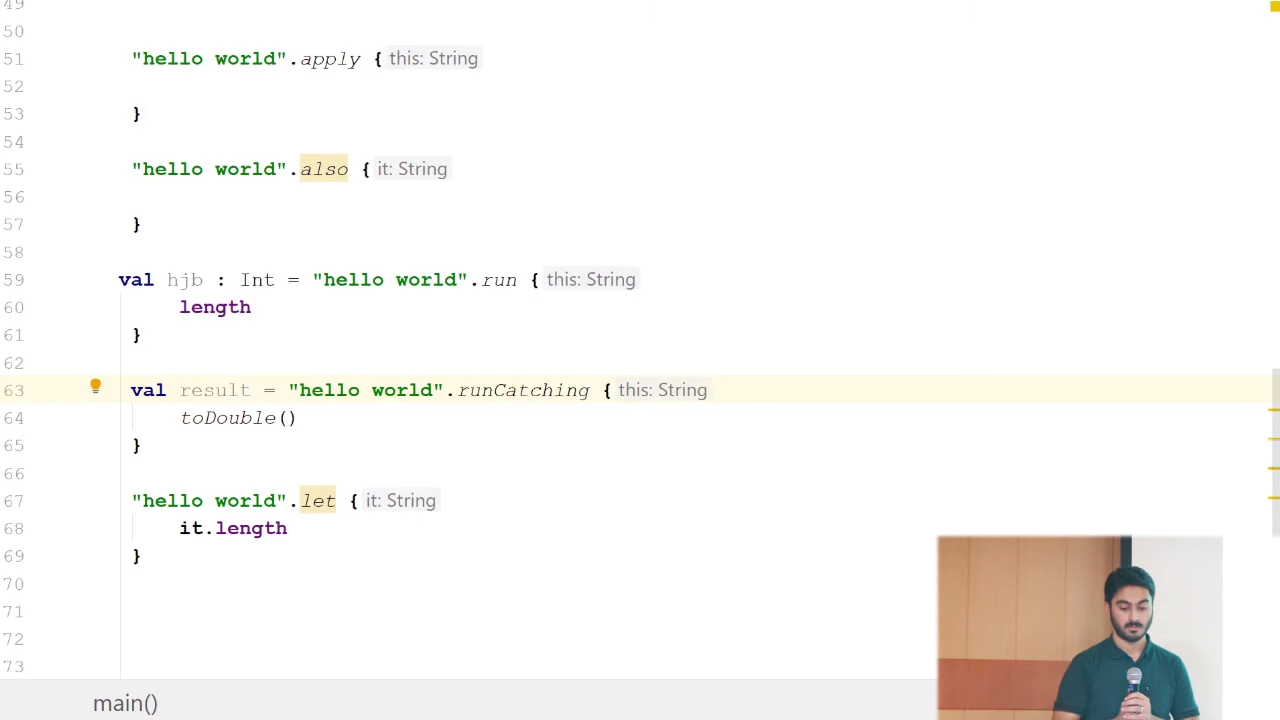 49
50
51 "hello world".apply { this: String
52
53 }
54
55 "hello world".also { it: String
56
57 }
58
59 val hjb : Int = "hello world".run { this: String
60 length
61 }
62
63 val result = "hello world".runCatching { this: String
64 toDouble()
65 }
66
67 "hello world".let { it: String
68 it.length
69 }
70
71
72
73
main()